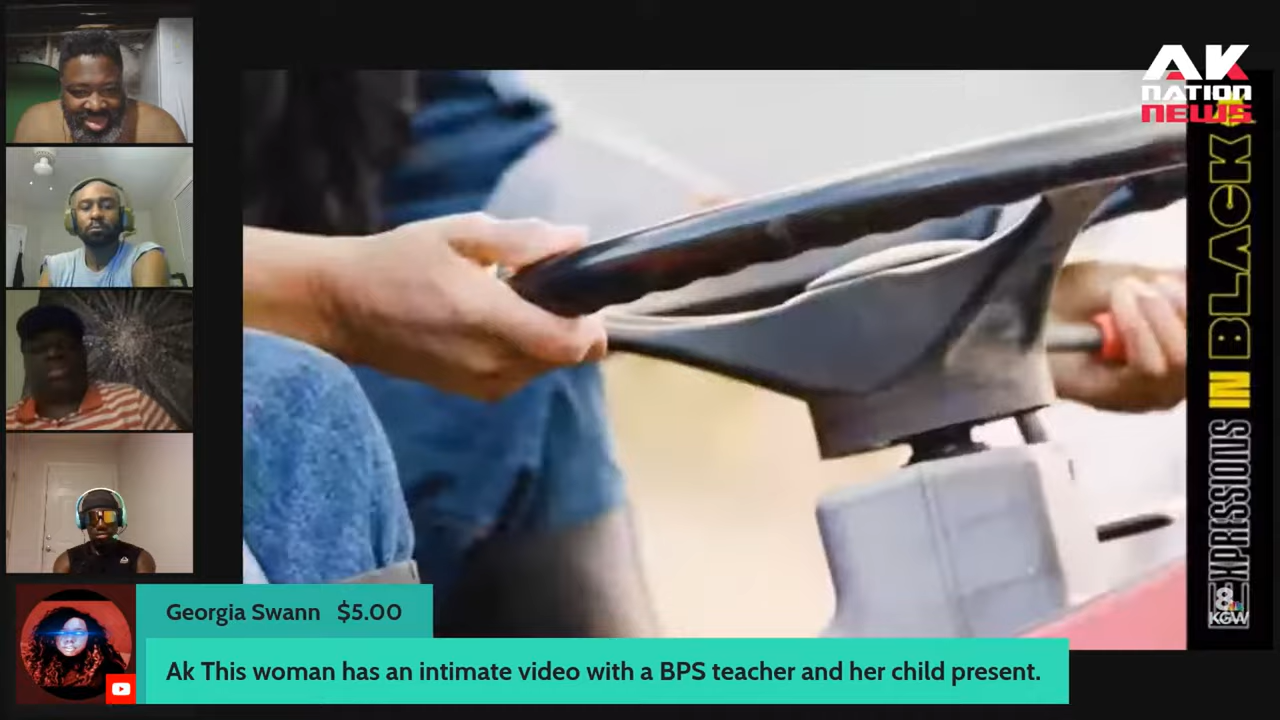 AK
NATION
NEWS
EXPRESSIONS IN BLACK
8
KGW
Georgia Swann $5.00
Ak This woman has an intimate video with a BPS teacher and her child present.